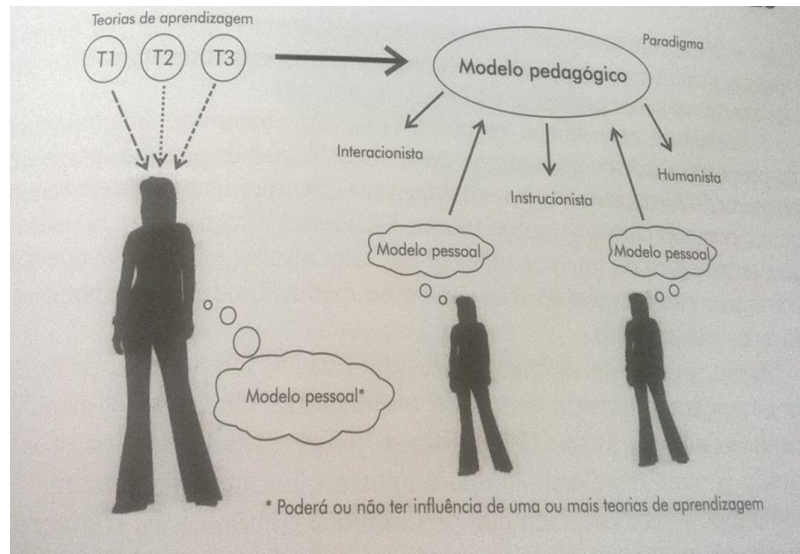 Teorias de aprendizagem
T1 T2 T3
Paradigma
Modelo pedagógico
Interacionista
Instrucionista
Humanista
Modelo pessoal
Modelo pessoal
Modelo pessoal*
* Poderá ou não ter influência de uma ou mais teorias de aprendizagem